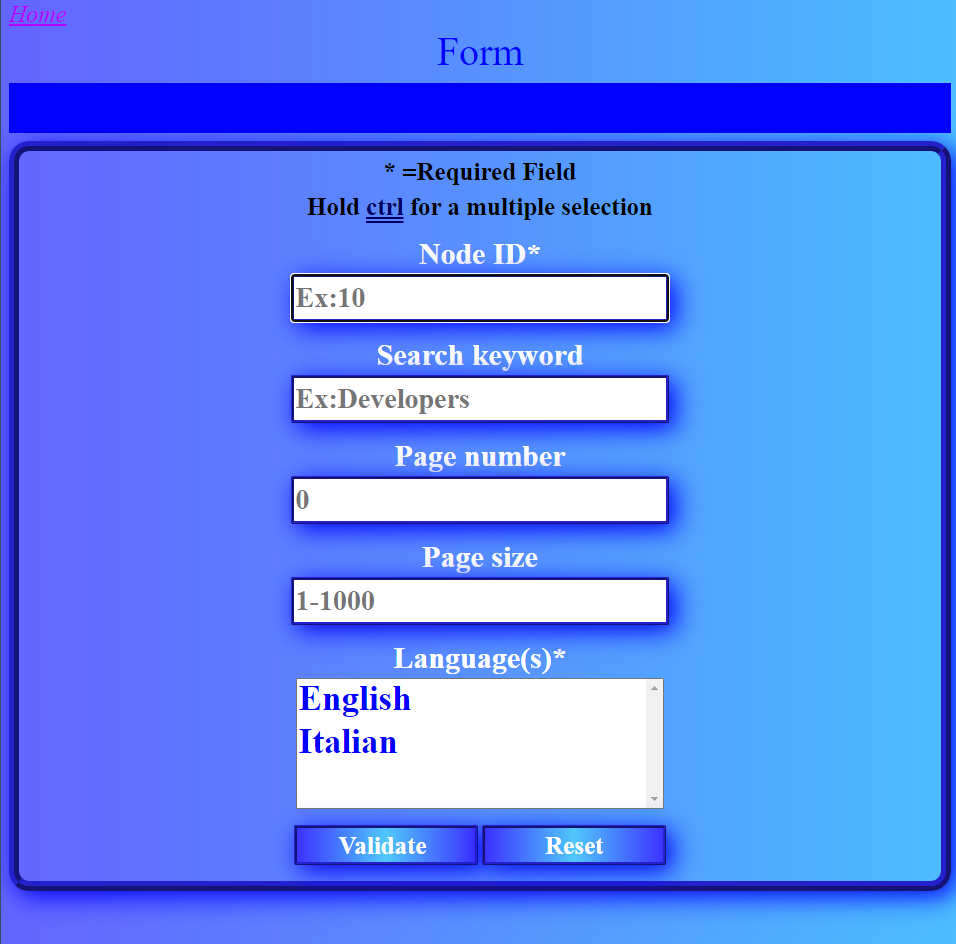 Home
Form
* =Required Field
Hold ctrl for a multiple selection
Node ID*
Ex:10
Search keyword
Ex:Developers
Page number
0
Page size
1-1000
Language(s)*
English
Italian
Validate Reset